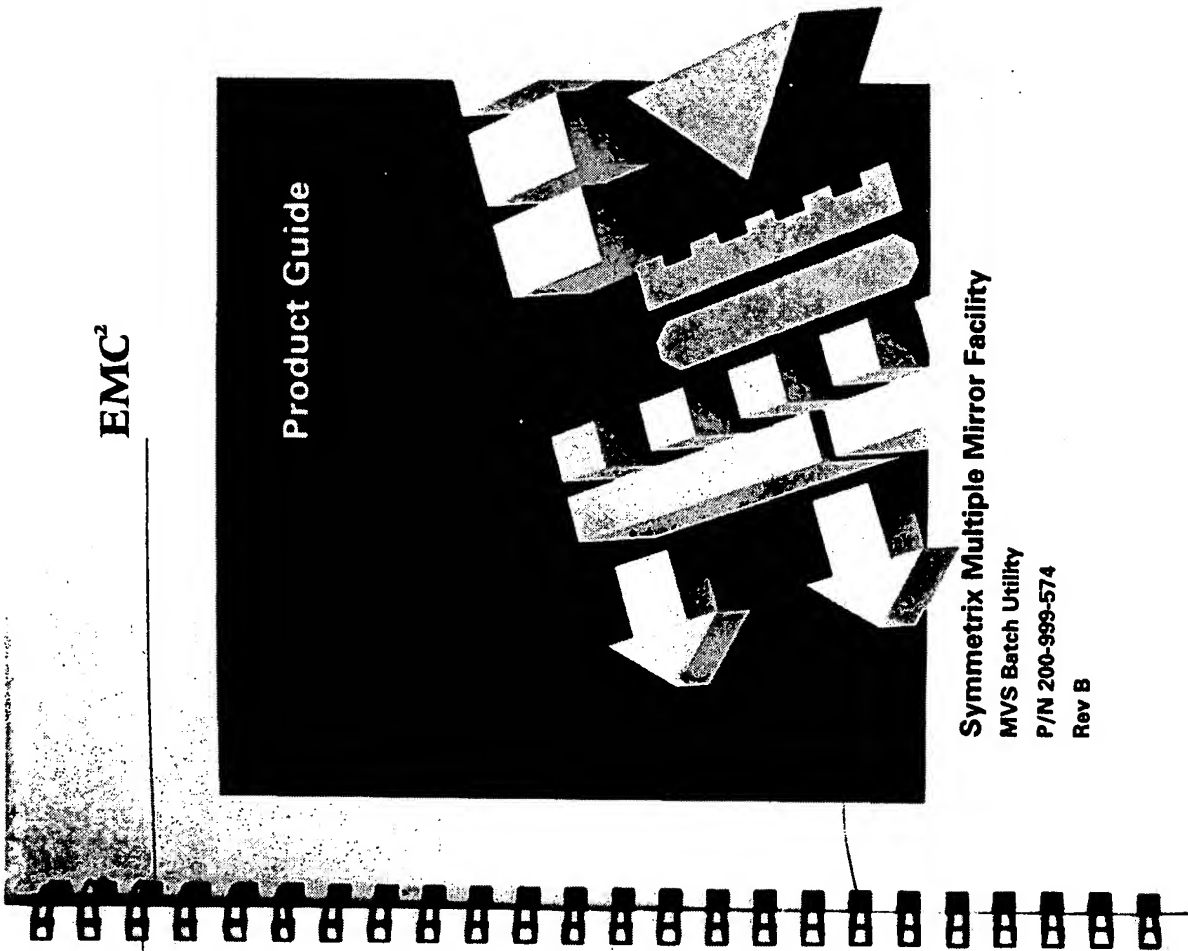 EMC²
Product Guide
Symmetrix Multiple Mirror Facility
MVS Batch Utility
P/N 200-999-574
Rev B